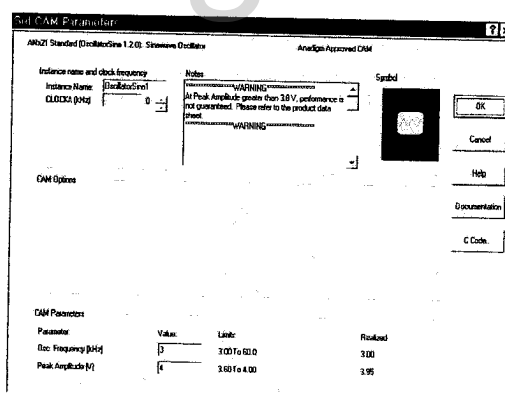 Set CAM Parameters
ANx21 Standard (OscillatorSine 1.2.0): Sinewave Oscillator
Anadigm Approved CAM
Instance name and clock frequency
Instance Name: OscillatorSine1
CLOCKA (kHz) 0
Notes
WARNING
At Peak Amplitude greater than 3.8 V, performance is
not guaranteed. Please refer to the product data
sheet.
WARNING
Symbol
OK
Cancel
Help
Documentation
C Code..
CAM Options
CAM Parameters
Parameter Value: Limits Realized
Osc. Frequency [kHz] 3 3.00 To 60.0 3.00
Peak Amplitude [V] 4 3.60 To 4.00 3.95